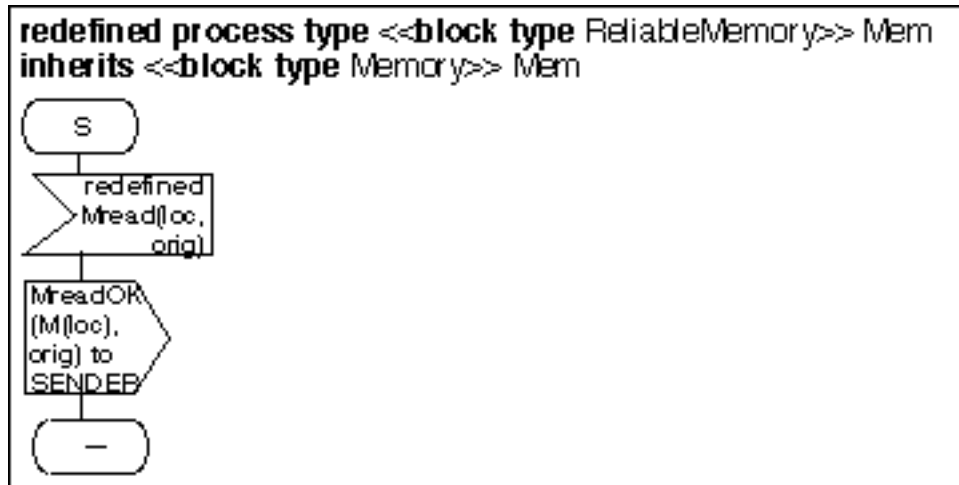 redefined process type <<block type ReliableMemory>> Mem
inherits <<block type Memory>> Mem
S
redefined
Mread(loc,
orig)
MreadOK
(M(loc),
orig) to
SENDER
–